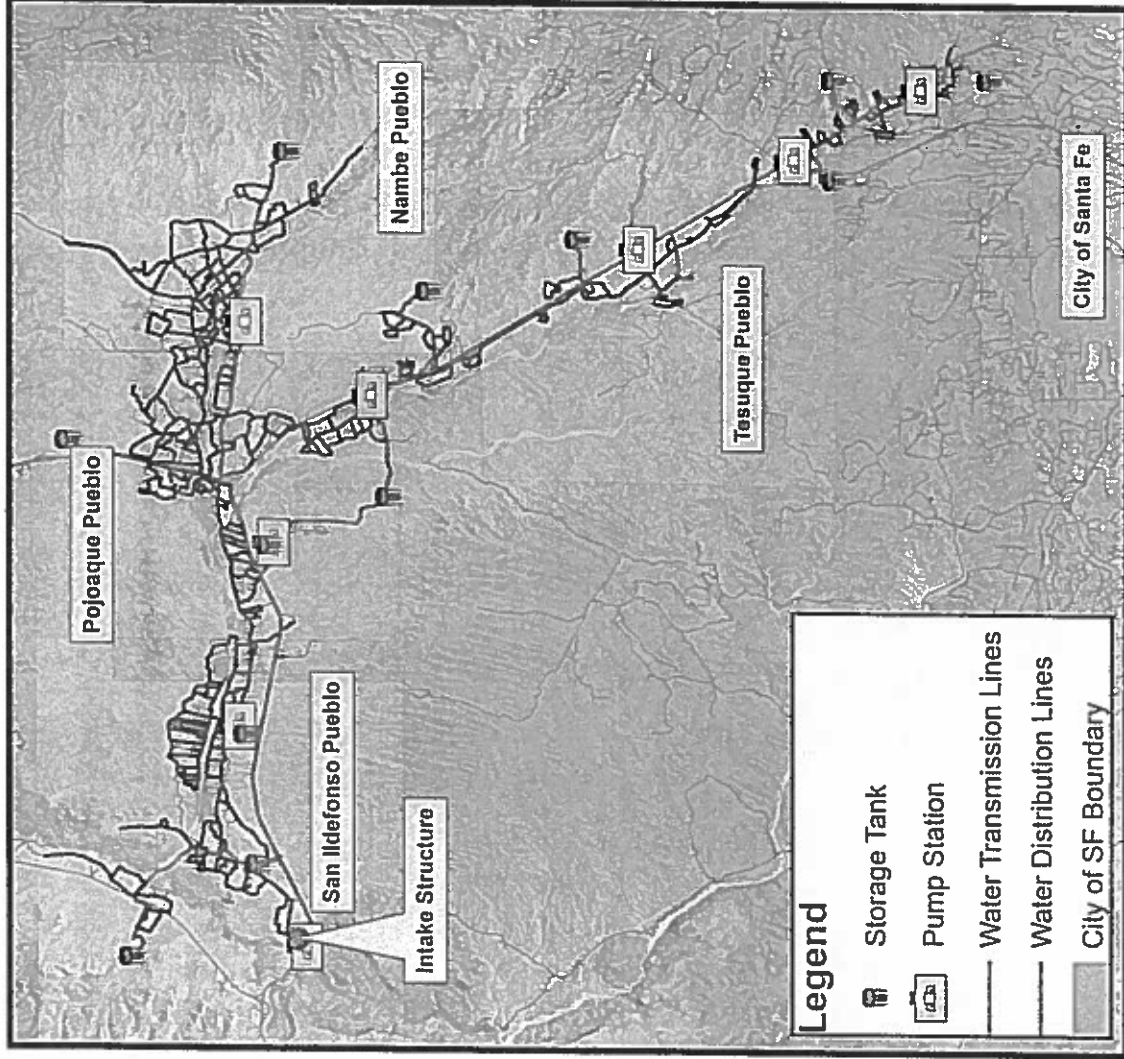 Pojoaque Pueblo
Nambe Pueblo
San Ildefonso Pueblo
Intake Structure
Tesuque Pueblo
City of Santa Fe
Legend
Storage Tank
Pump Station
Water Transmission Lines
Water Distribution Lines
City of SF Boundary